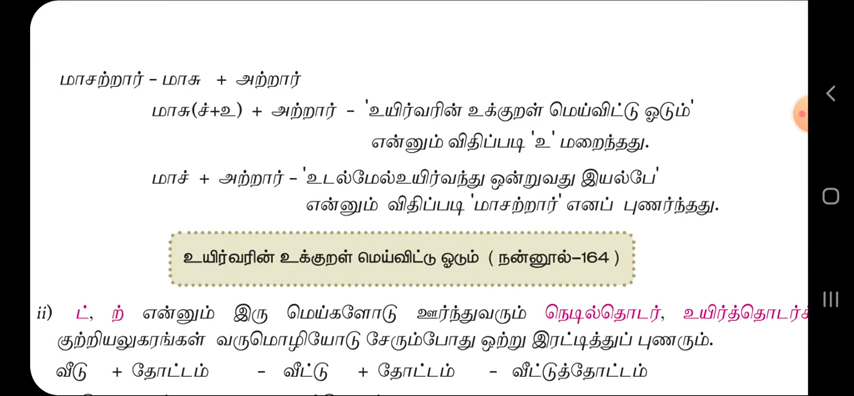 மாசற்றார் – மாசு + அற்றார்
மாசு(ச்+உ) + அற்றார் – 'உயிர்வரின் உக்குறள் மெய்விட்டு ஓடும்'
என்னும் விதிப்படி 'உ' மறைந்தது.
மாச் + அற்றார் – 'உடல்மேல்உயிர்வந்து ஒன்றுவது இயல்பே'
என்னும் விதிப்படி 'மாசற்றார்' எனப் புணர்ந்தது.
உயிர்வரின் உக்குறள் மெய்விட்டு ஓடும் ( நன்னூல்–164 )
ii) ட், ற் என்னும் இரு மெய்களோடு ஊர்ந்துவரும் நெடில்தொடர், உயிர்த்தொடர்க்
குற்றியலுகரங்கள் வருமொழியோடு சேரும்போது ஒற்று இரட்டித்துப் புணரும்.
வீடு + தோட்டம் – வீட்டு + தோட்டம் – வீட்டுத்தோட்டம்